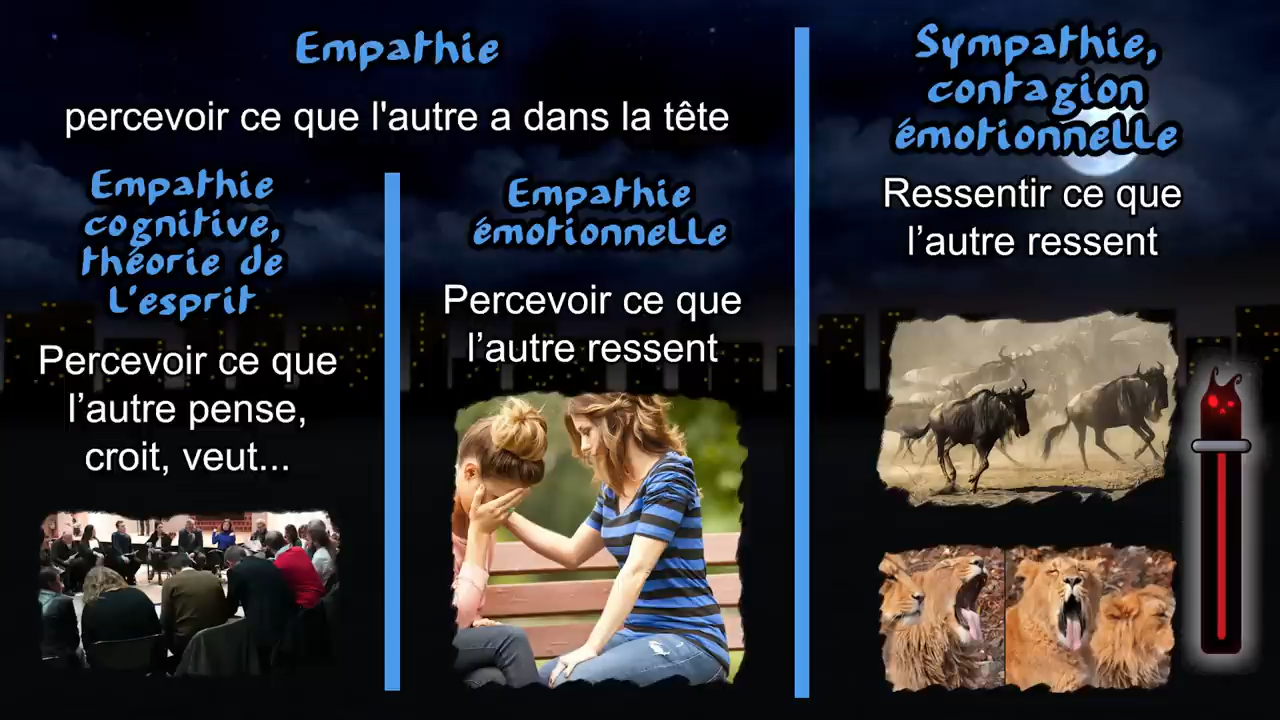 Empathie
percevoir ce que l'autre a dans la tête
Empathie
cognitive,
théorie de
l'esprit
Percevoir ce que
l’autre pense,
croit, veut...
Empathie
émotionnelle
Percevoir ce que
l’autre ressent
Sympathie,
contagion
émotionnelle
Ressentir ce que
l’autre ressent